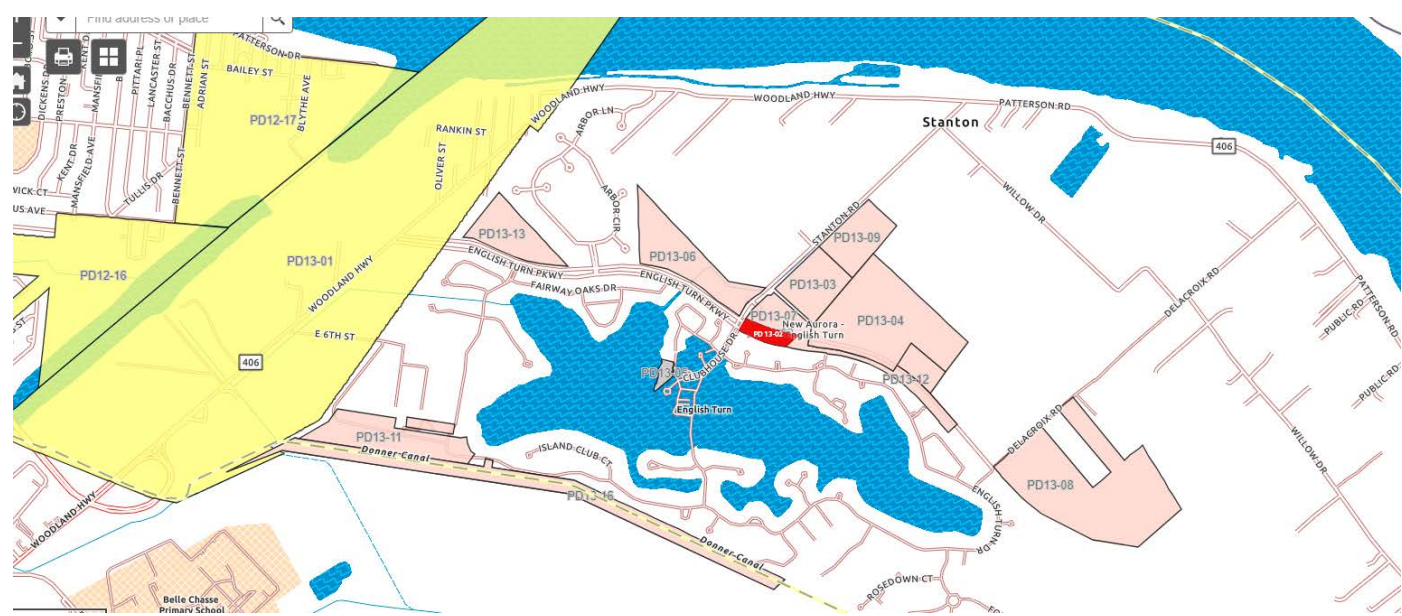 Find address or place
PATTERSON DR
BAILEY ST
DICKENS D
PRESTON
KENT D
MANSFI
PITTARI PL
LANCASTER ST
BACCHUS DR
BENNETT ST
ADRIAN ST
BLYTHE AVE
PD12-17
RANKIN ST
OLIVER ST
WOODLAND HWY
WOODLAND HWY
PATTERSON RD
Stanton
406
ARBOR LN
ARBOR CIR
KENT DR
MANSFIELD AVE
TULLIS DR
BENNETT ST
WICK CT
US AVE
WILLOW DR
STANTON RD
PD13-09
PD13-13
PD13-06
PD12-16
PD13-01
WOODLAND HWY
ENGLISH TURN PKWY
ENGLISH TURN PKWY
FAIRWAY OAKS DR
PD13-03
DELACROIX RD
PATTERSON RD
PUBLIC RD
PD13-07
PD13-04
New Aurora -
English Turn
PD 13-02
E 6TH ST
406
CLUBHOUSE DR
PD13-12
PUBLIC RD
English Turn
PD13-11
Donner Canal
ISLAND CLUB CT
DELACROIX RD
WILLOW DR
PD13-08
PD13-16
ENGLISH TURN DR
WOODLAND HWY
Donner Canal
ROSEDOWN CT
Belle Chasse
Primary School